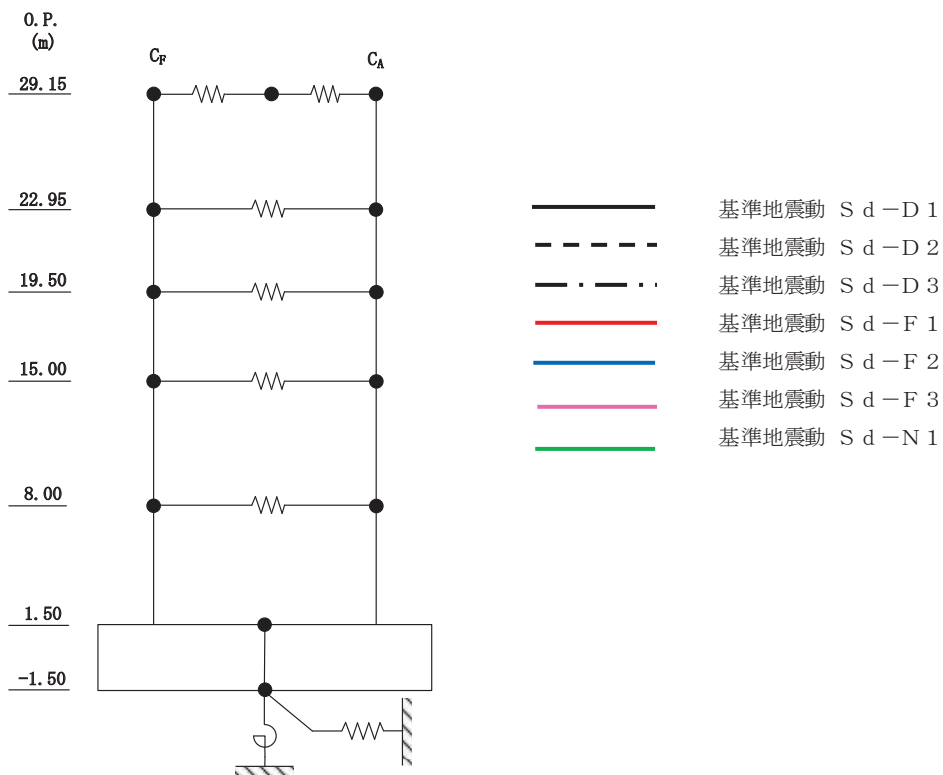 O.P.
(m)
C_F
C_A
29.15
22.95
19.50
15.00
8.00
1.50
-1.50
基準地震動 Ｓｄ－Ｄ１
基準地震動 Ｓｄ－Ｄ２
基準地震動 Ｓｄ－Ｄ３
基準地震動 Ｓｄ－Ｆ１
基準地震動 Ｓｄ－Ｆ２
基準地震動 Ｓｄ－Ｆ３
基準地震動 Ｓｄ－Ｎ１